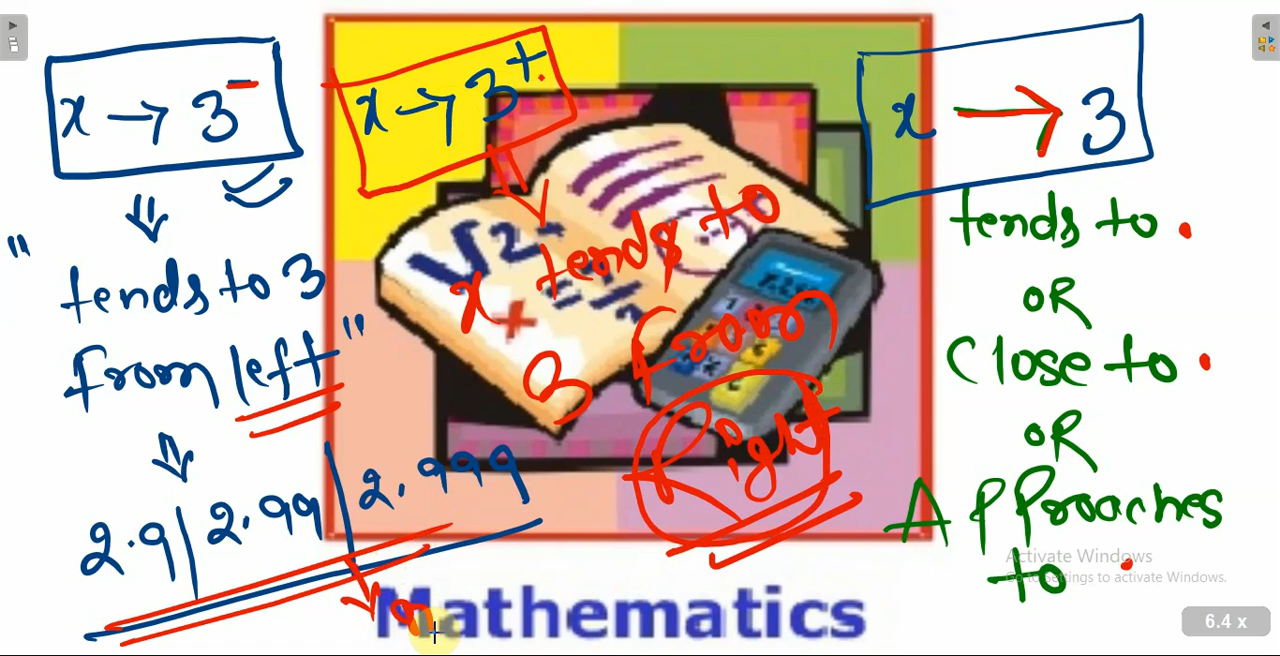 x → 3⁻
⇓
"tends to 3
From left"
⇓
2.9 | 2.99 | 2.999
x → 3⁺
x tends to
3 from
Right
√2
x → 3
tends to .
OR
Close to .
OR
Approaches
to .
Activate Windows
Go to Settings to activate Windows.
Mathematics
6.4 x